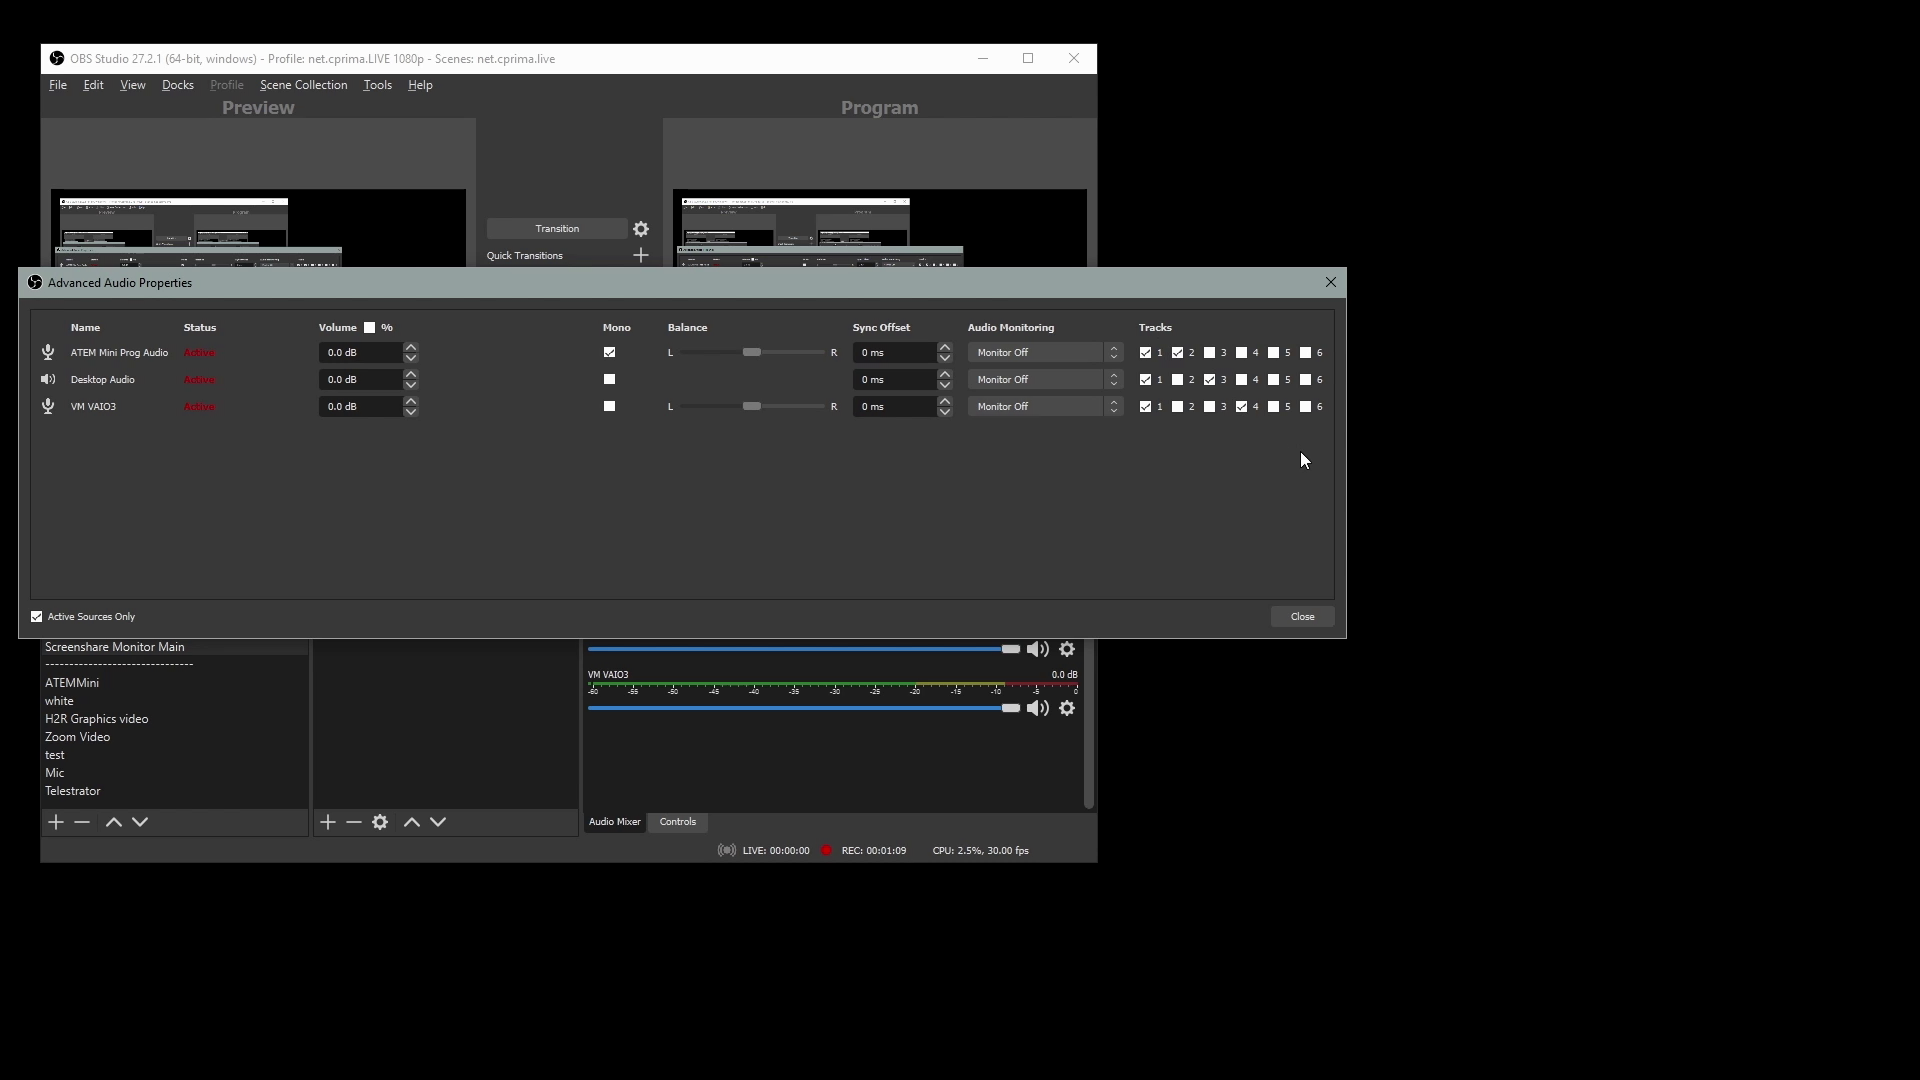 OBS Studio 27.2.1 (64-bit, windows) - Profile: net.cprima.LIVE 1080p - Scenes: net.cprima.live
File Edit View Docks Profile Scene Collection Tools Help
Preview Program
Transition
Quick Transitions
Advanced Audio Properties
Name Status Volume % Mono Balance Sync Offset Audio Monitoring Tracks
ATEM Mini Prog Audio Active 0.0 dB L R 0 ms Monitor Off 1 2 3 4 5 6
Desktop Audio Active 0.0 dB 0 ms Monitor Off 1 2 3 4 5 6
VM VAIO3 Active 0.0 dB L R 0 ms Monitor Off 1 2 3 4 5 6
Active Sources Only Close
Screenshare Monitor Main
--------------------------------
VM VAIO3 0.0 dB
-60 -55 -50 -45 -40 -35 -30 -25 -20 -15 -10 -5 0
ATEMMini
white
H2R Graphics video
Zoom Video
test
Mic
Telestrator
Audio Mixer Controls
LIVE: 00:00:00 REC: 00:01:09 CPU: 2.5%, 30.00 fps